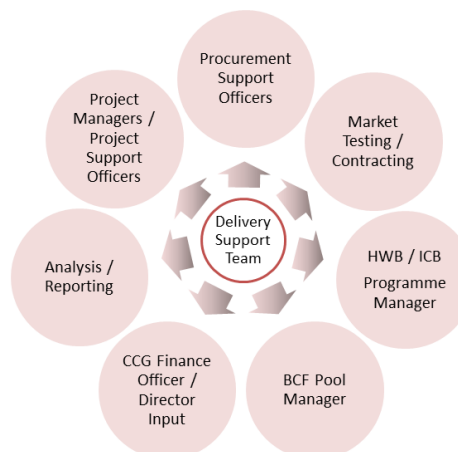 Procurement
Support
Officers
Market
Testing /
Contracting
HWB / ICB
Programme
Manager
BCF Pool
Manager
CCG Finance
Officer /
Director
Input
Analysis /
Reporting
Project
Managers /
Project
Support
Officers
Delivery
Support
Team